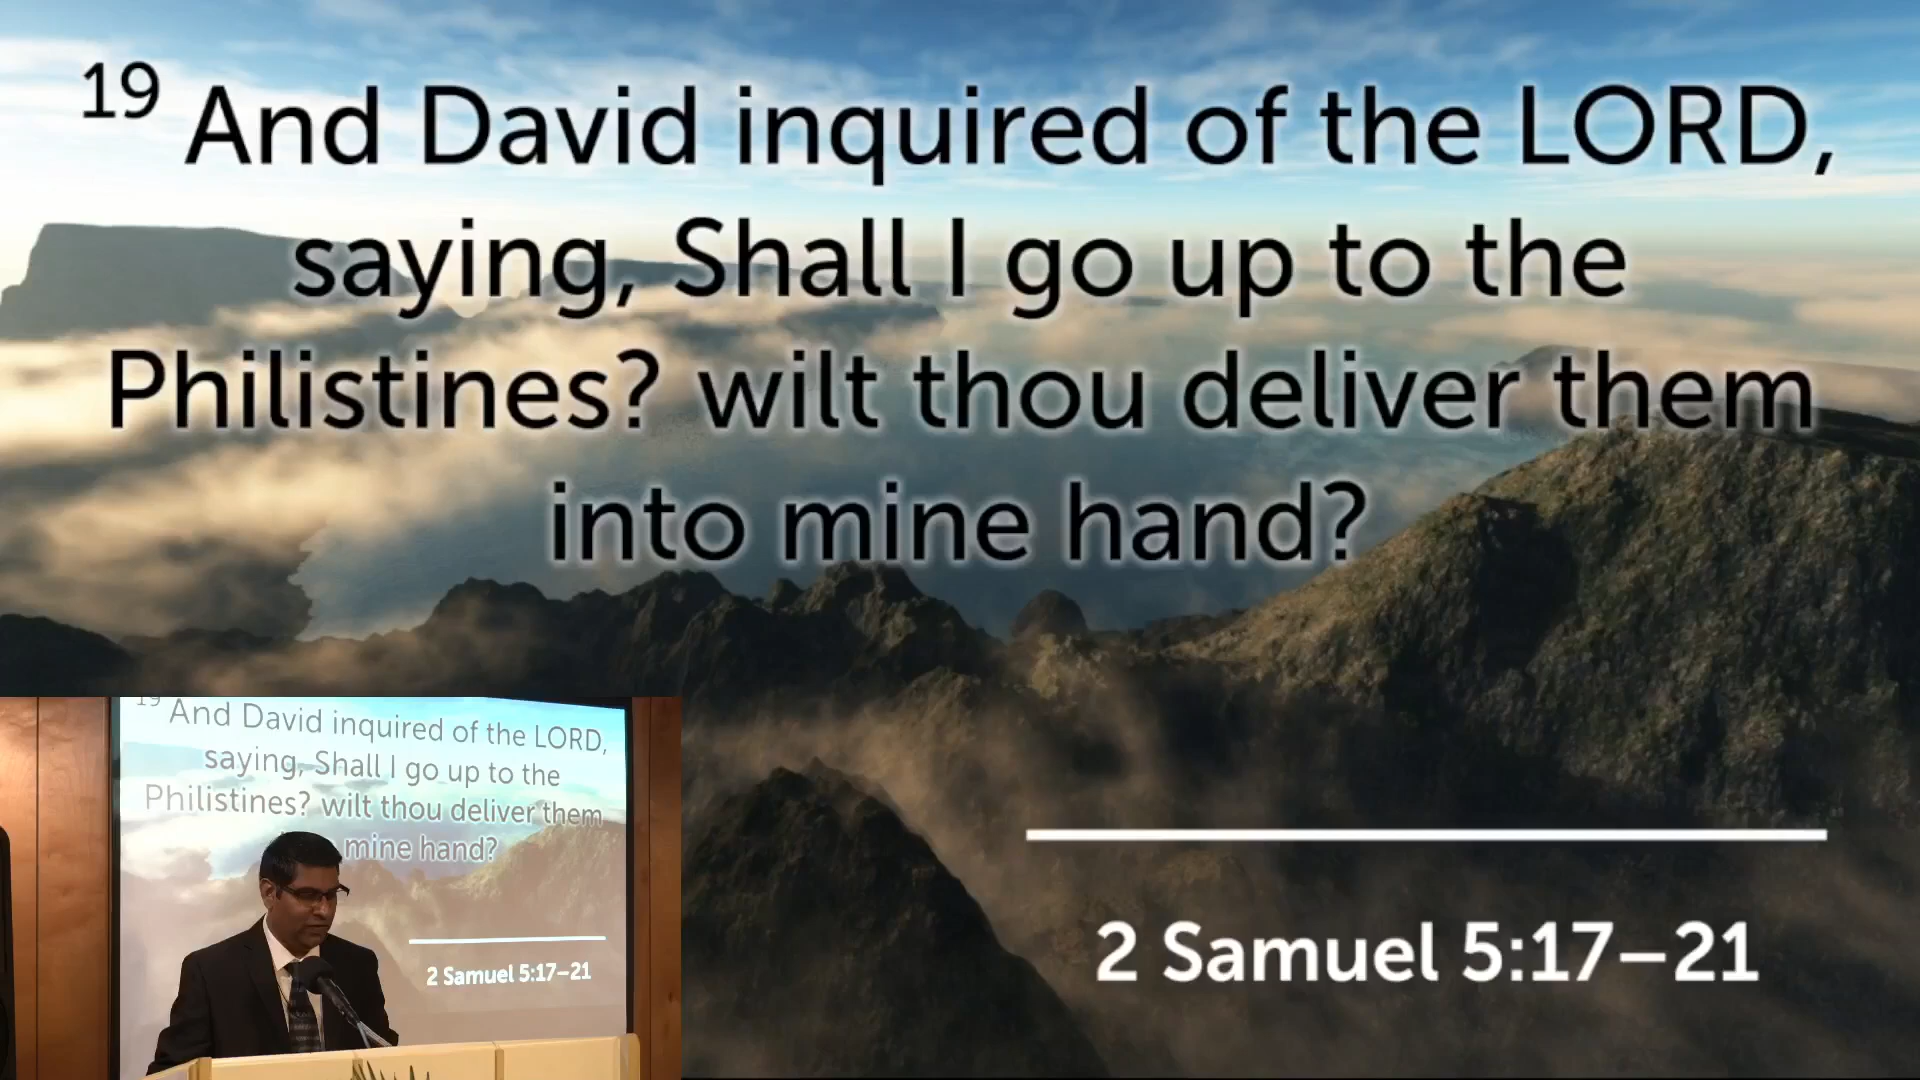 19 And David inquired of the LORD,
saying, Shall I go up to the
Philistines? wilt thou deliver them
into mine hand?
2 Samuel 5:17–21
19 And David inquired of the LORD,
saying, Shall I go up to the
Philistines? wilt thou deliver them
mine hand?
2 Samuel 5:17–21